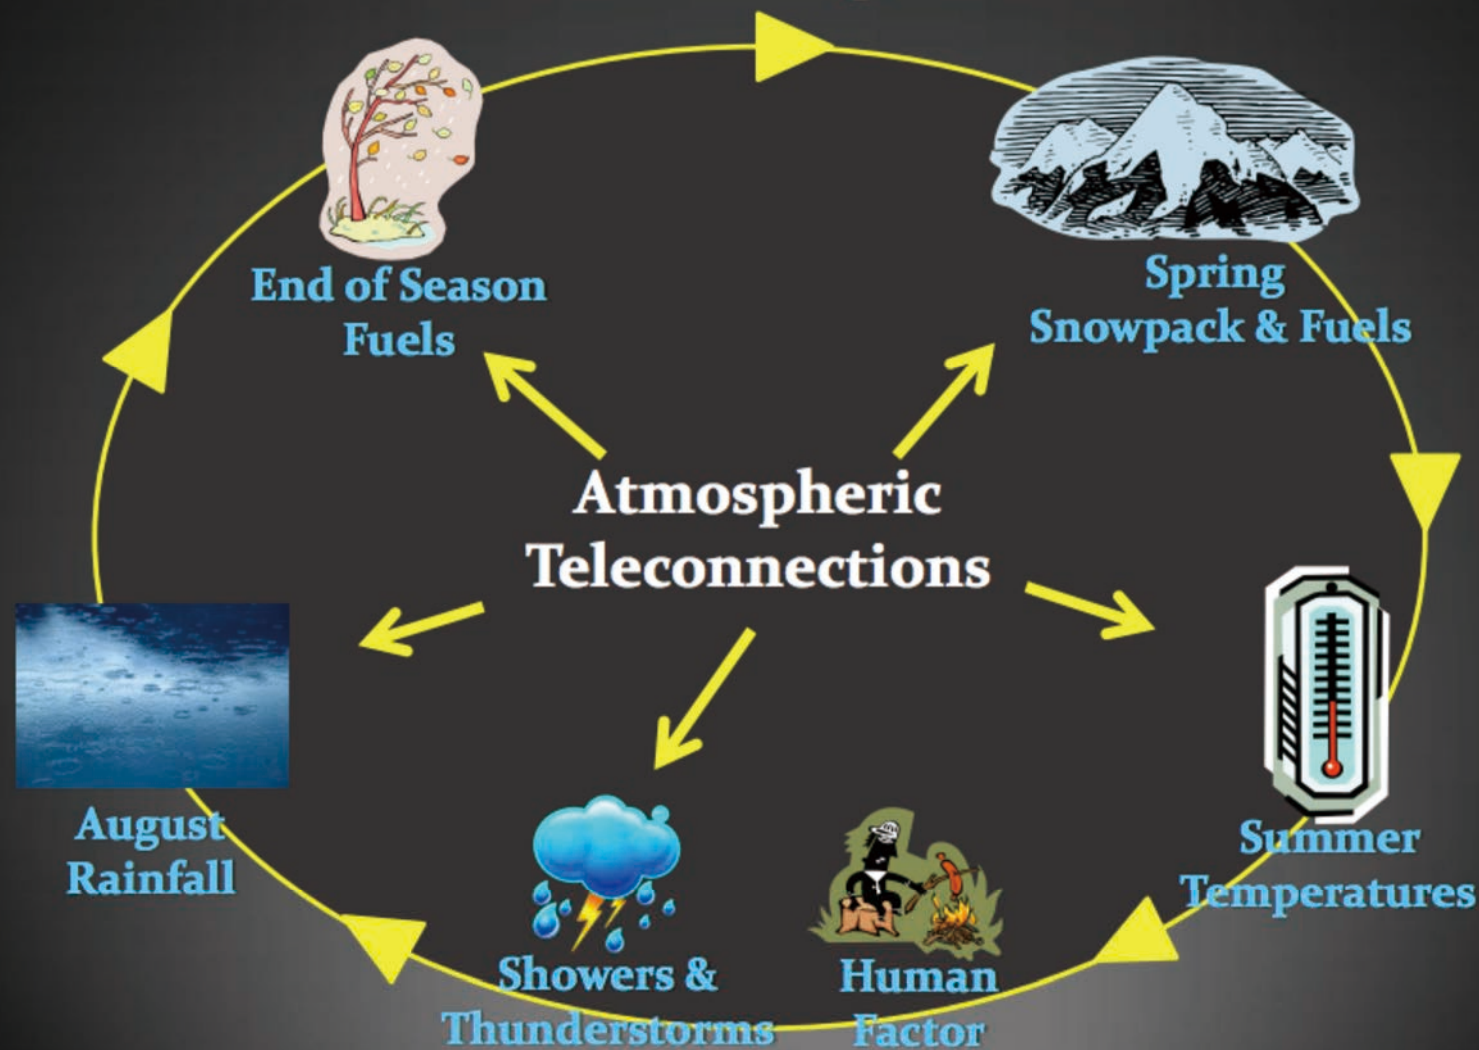 End of Season
Fuels
Spring
Snowpack & Fuels
Atmospheric
Teleconnections
August
Rainfall
Summer
Temperatures
Showers &
Thunderstorms
Human
Factor